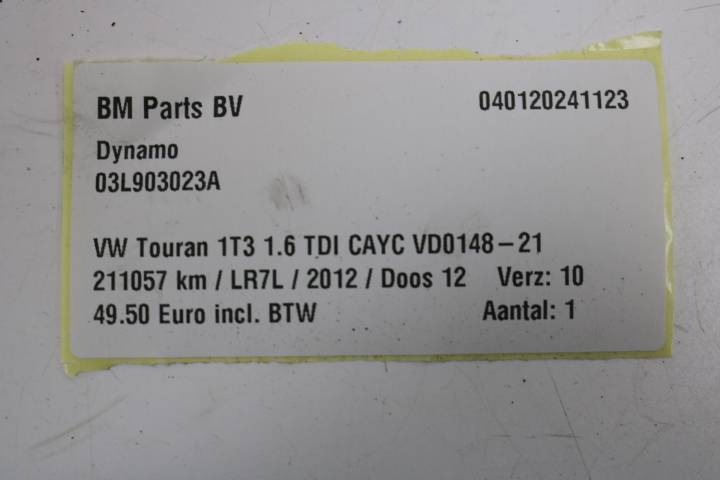 BM Parts BV 040120241123
Dynamo
03L903023A
VW Touran 1T3 1.6 TDI CAYC VD0148-21
211057 km / LR7L / 2012 / Doos 12 Verz: 10
49.50 Euro incl. BTW Aantal: 1